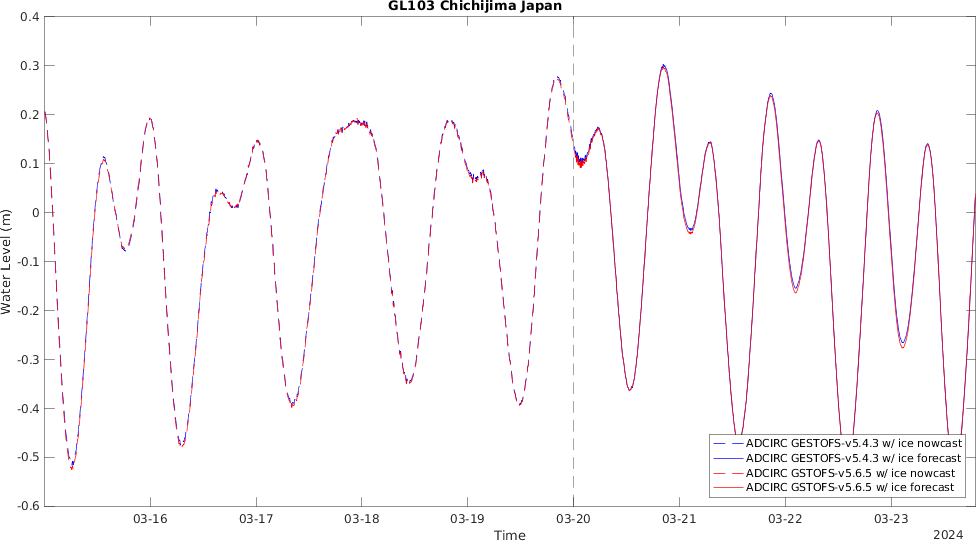 GL103 Chichijima Japan
0.4
0.3
0.2
0.1
0
-0.1
-0.2
-0.3
-0.4
-0.5
-0.6
Water Level (m)
ADCIRC GESTOFS-v5.4.3 w/ ice nowcast
ADCIRC GESTOFS-v5.4.3 w/ ice forecast
ADCIRC GSTOFS-v5.6.5 w/ ice nowcast
ADCIRC GSTOFS-v5.6.5 w/ ice forecast
03-16 03-17 03-18 03-19 03-20 03-21 03-22 03-23
Time
2024